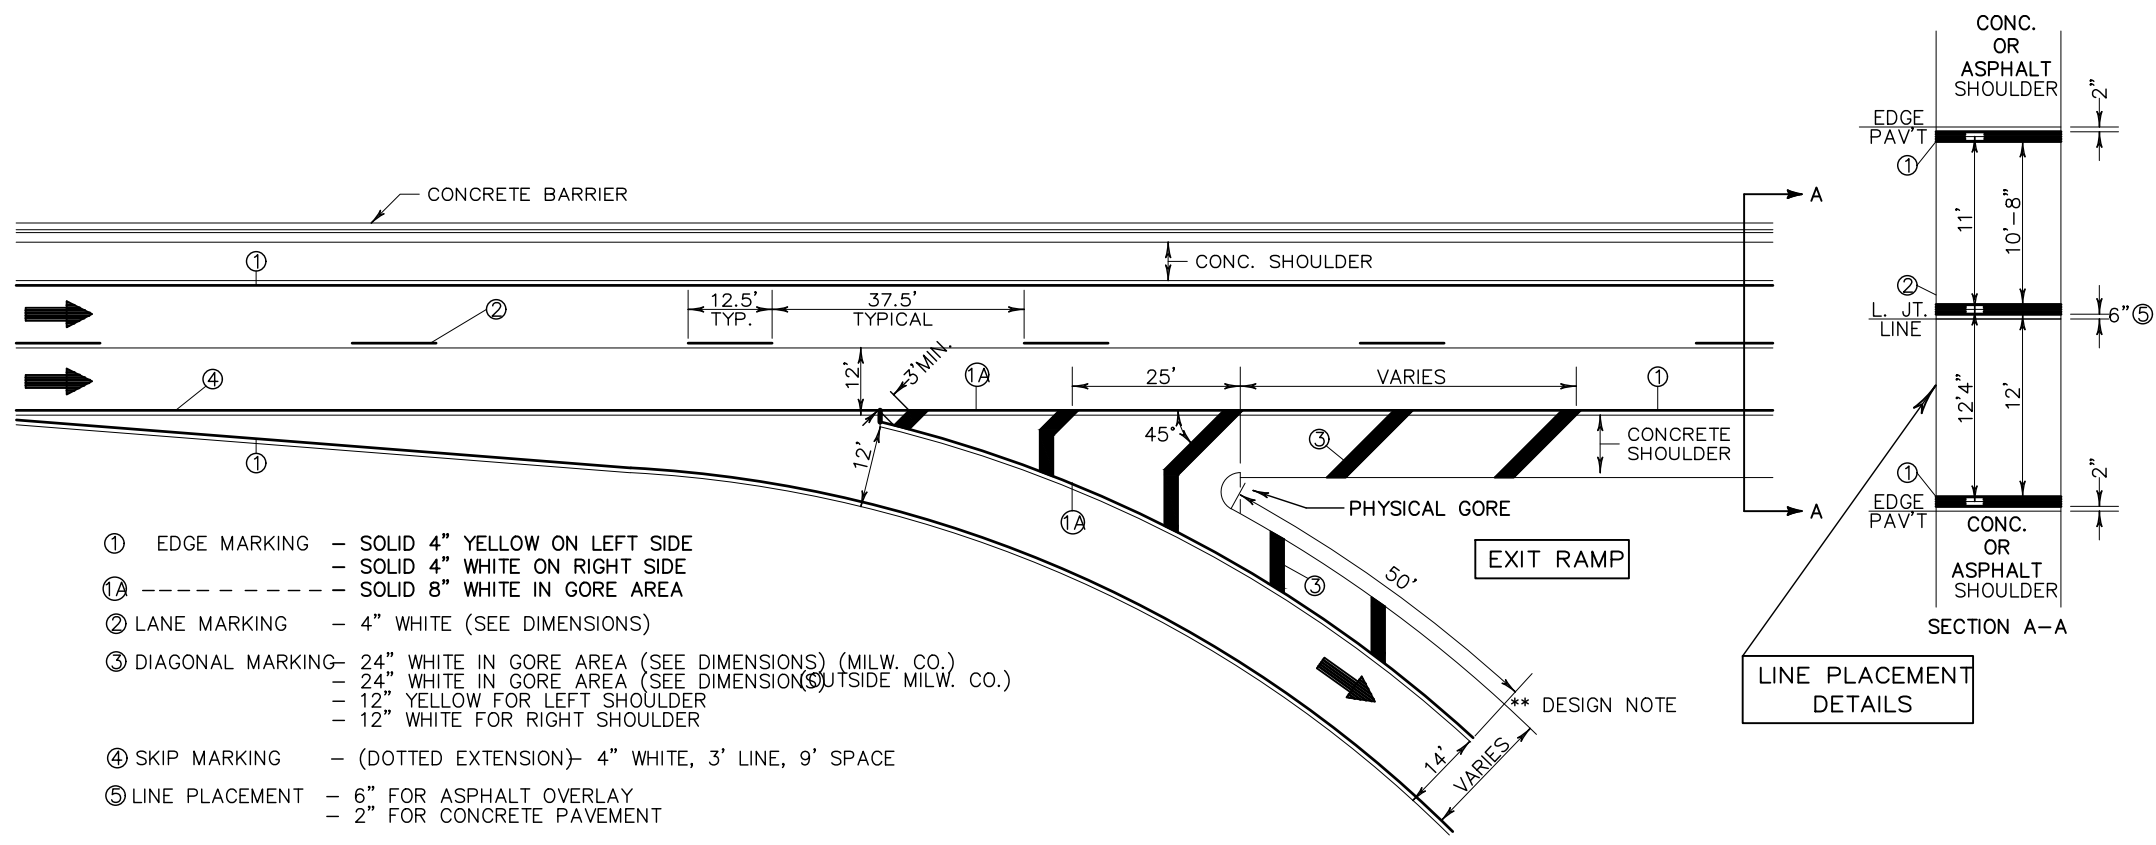 CONCRETE BARRIER
①
CONC. SHOULDER
12.5'
TYP.
37.5'
TYPICAL
②
④
12'
3'MIN.
1A
25'
VARIES
①
45°
③
CONCRETE
SHOULDER
12'
①
1A
PHYSICAL GORE
EXIT RAMP
③
50'
** DESIGN NOTE
14'
VARIES
A
A
① EDGE MARKING – SOLID 4" YELLOW ON LEFT SIDE
– SOLID 4" WHITE ON RIGHT SIDE
1A – – – – – – – – – – SOLID 8" WHITE IN GORE AREA
② LANE MARKING – 4" WHITE (SEE DIMENSIONS)
③ DIAGONAL MARKING – 24" WHITE IN GORE AREA (SEE DIMENSIONS) (MILW. CO.)
– 24" WHITE IN GORE AREA (SEE DIMENSIONS) (OUTSIDE MILW. CO.)
– 12" YELLOW FOR LEFT SHOULDER
– 12" WHITE FOR RIGHT SHOULDER
④ SKIP MARKING – (DOTTED EXTENSION)– 4" WHITE, 3' LINE, 9' SPACE
⑤ LINE PLACEMENT – 6" FOR ASPHALT OVERLAY
– 2" FOR CONCRETE PAVEMENT
CONC.
OR
ASPHALT
SHOULDER
2"
EDGE
PAV'T
①
11'
10'–8"
②
L. JT.
LINE
6" ⑤
12'4"
12'
①
EDGE
PAV'T
2"
CONC.
OR
ASPHALT
SHOULDER
SECTION A–A
LINE PLACEMENT
DETAILS